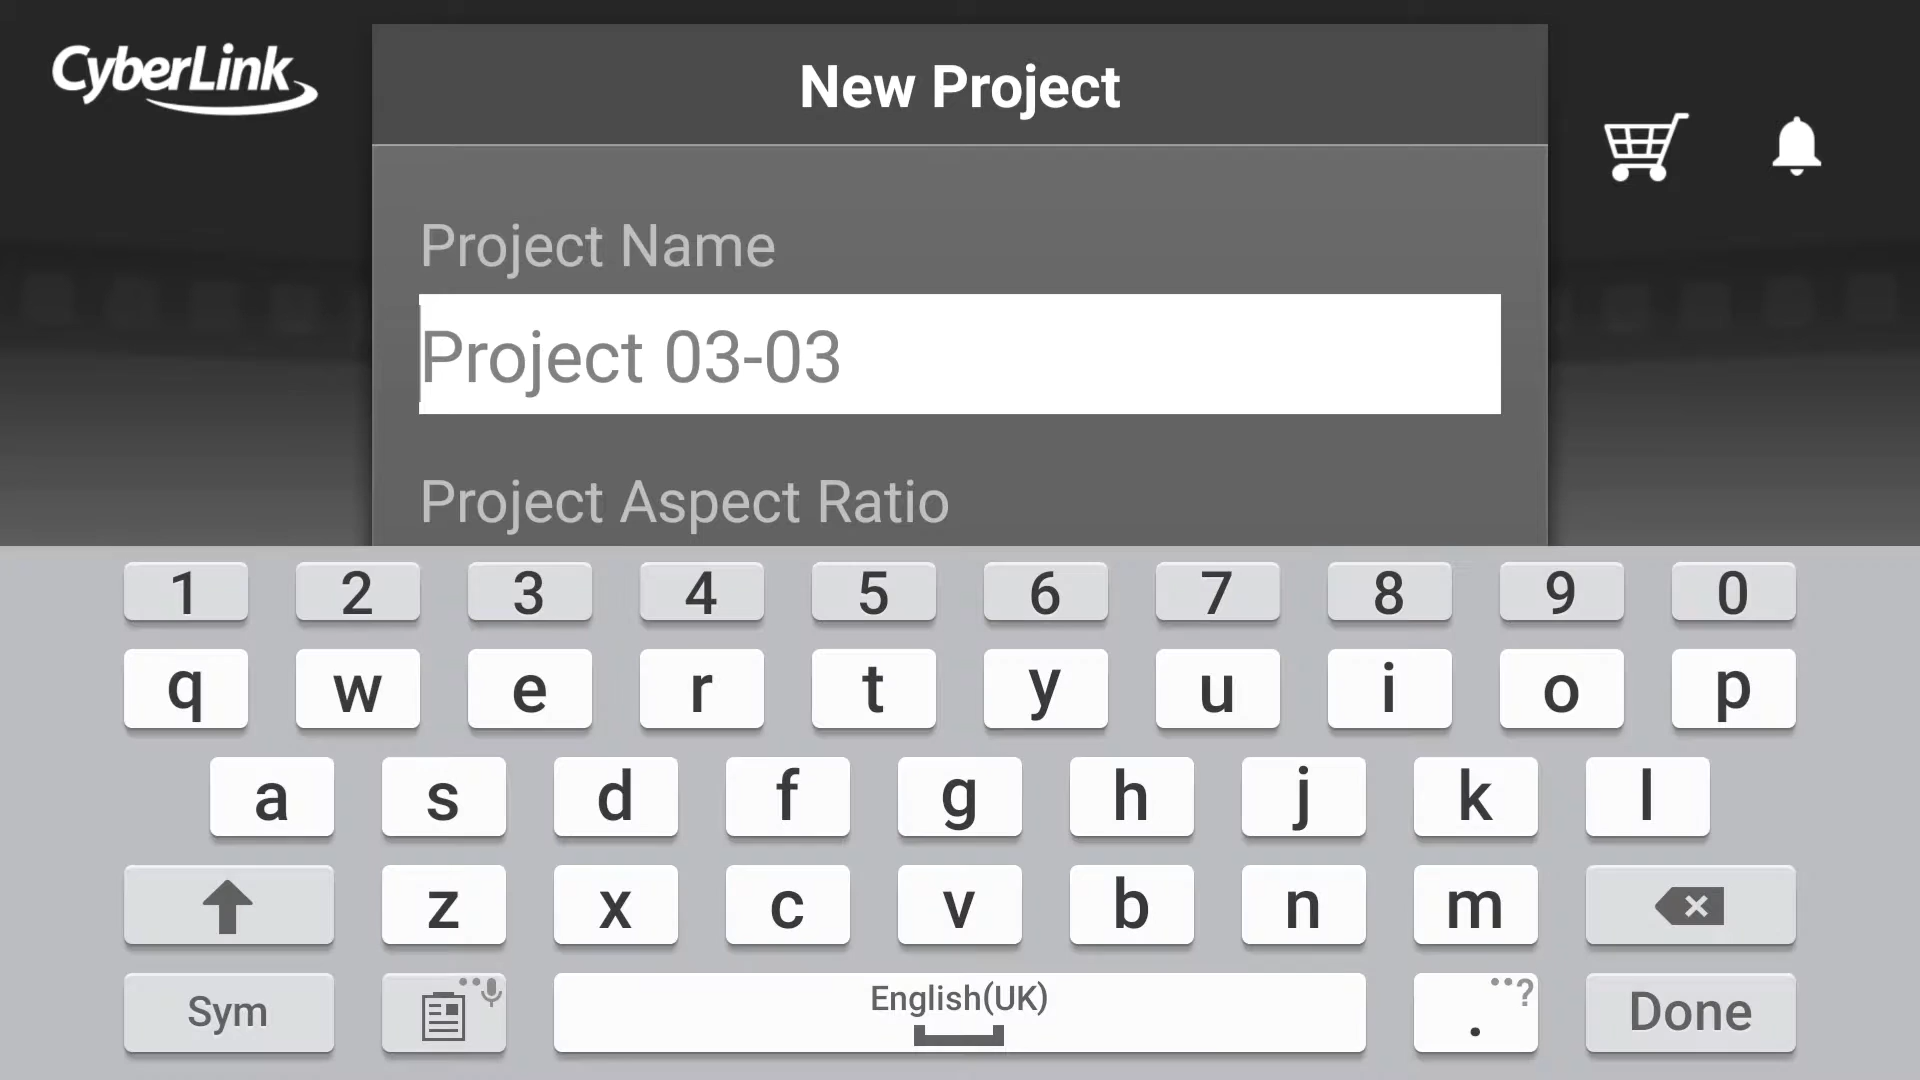 CyberLink
New Project
Project Name
Project 03-03
Project Aspect Ratio
1 2 3 4 5 6 7 8 9 0
q w e r t y u i o p
a s d f g h j k l
z x c v b n m
Sym English(UK) . ? Done